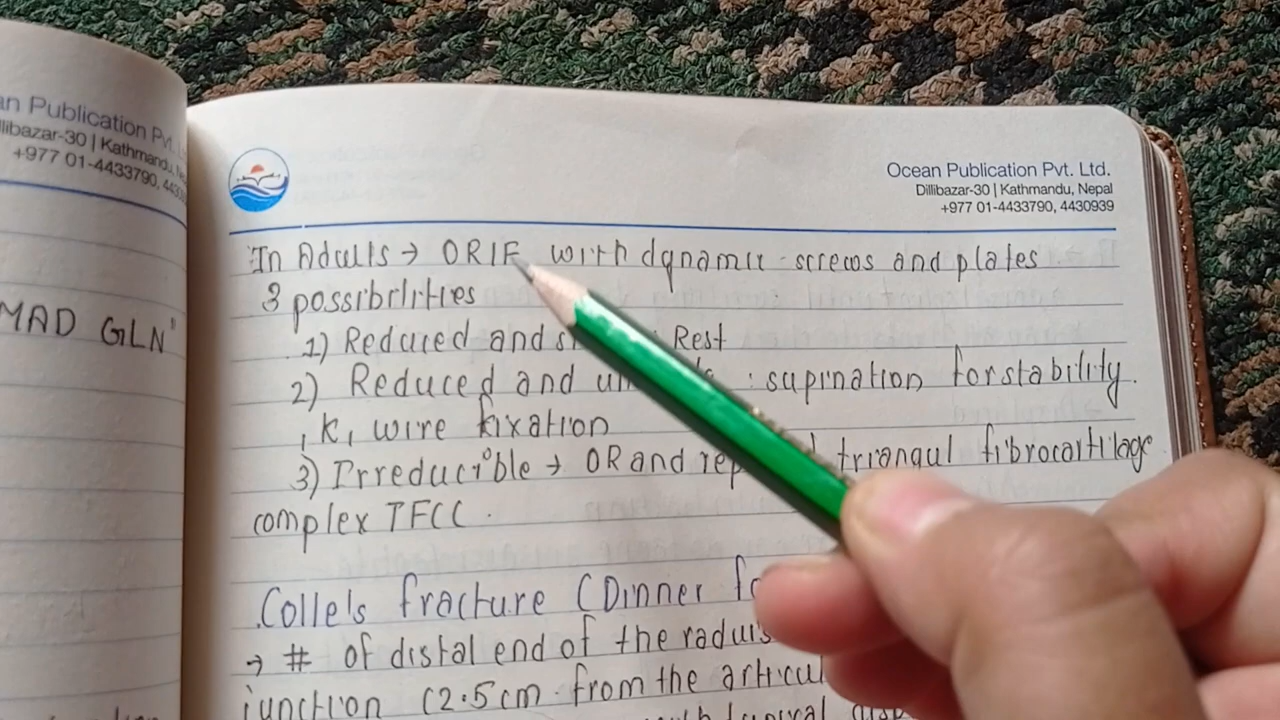 an Publication Pvt.
llibazar-30 | Kathmandu,
+977 01-4433790,
MAD GLN"
Ocean Publication Pvt. Ltd.
Dillibazar-30 | Kathmandu, Nepal
+977 01-4433790, 4430939
In Adults → ORIF with dynamic screws and plates
3 possibilities
1) Reduced and Rest
2) Reduced and : supination for stability.
, K, wire fixation
3) Irreducible → OR and triangul fibrocartilage
complex TFCC.
Colle's fracture (Dinner
→ # of distal end of the raduis
junction (2.5cm from the